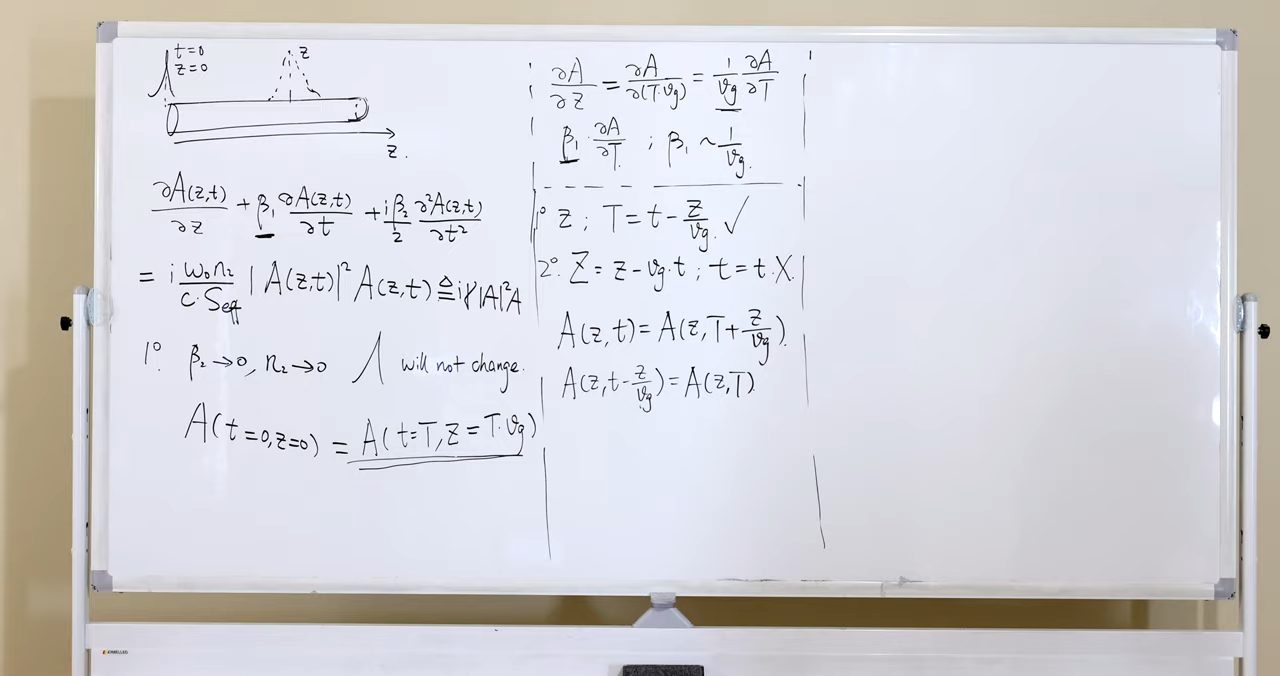 t=0
z=0
z
z.
∂A(z,t)/∂z + β₁ ∂A(z,t)/∂t + iβ₂/2 ∂²A(z,t)/∂t²
= i ω₀n₂/(c·S_eff) |A(z,t)|² A(z,t) ≜ iγ|A|²A
1°. β₂→0, n₂→0 will not change.
A(t=0,z=0) = A(t=T,z=T·vg)
∂A/∂z = ∂A/∂(T·vg) = 1/vg ∂A/∂T
β₁·∂A/∂T ; β₁ ~ 1/vg.
1° z; T=t-z/vg. ✓
2°. Z=z-vg·t; t=t. X.
A(z,t)=A(z,T+z/vg).
A(z,t-z/vg)=A(z,T).